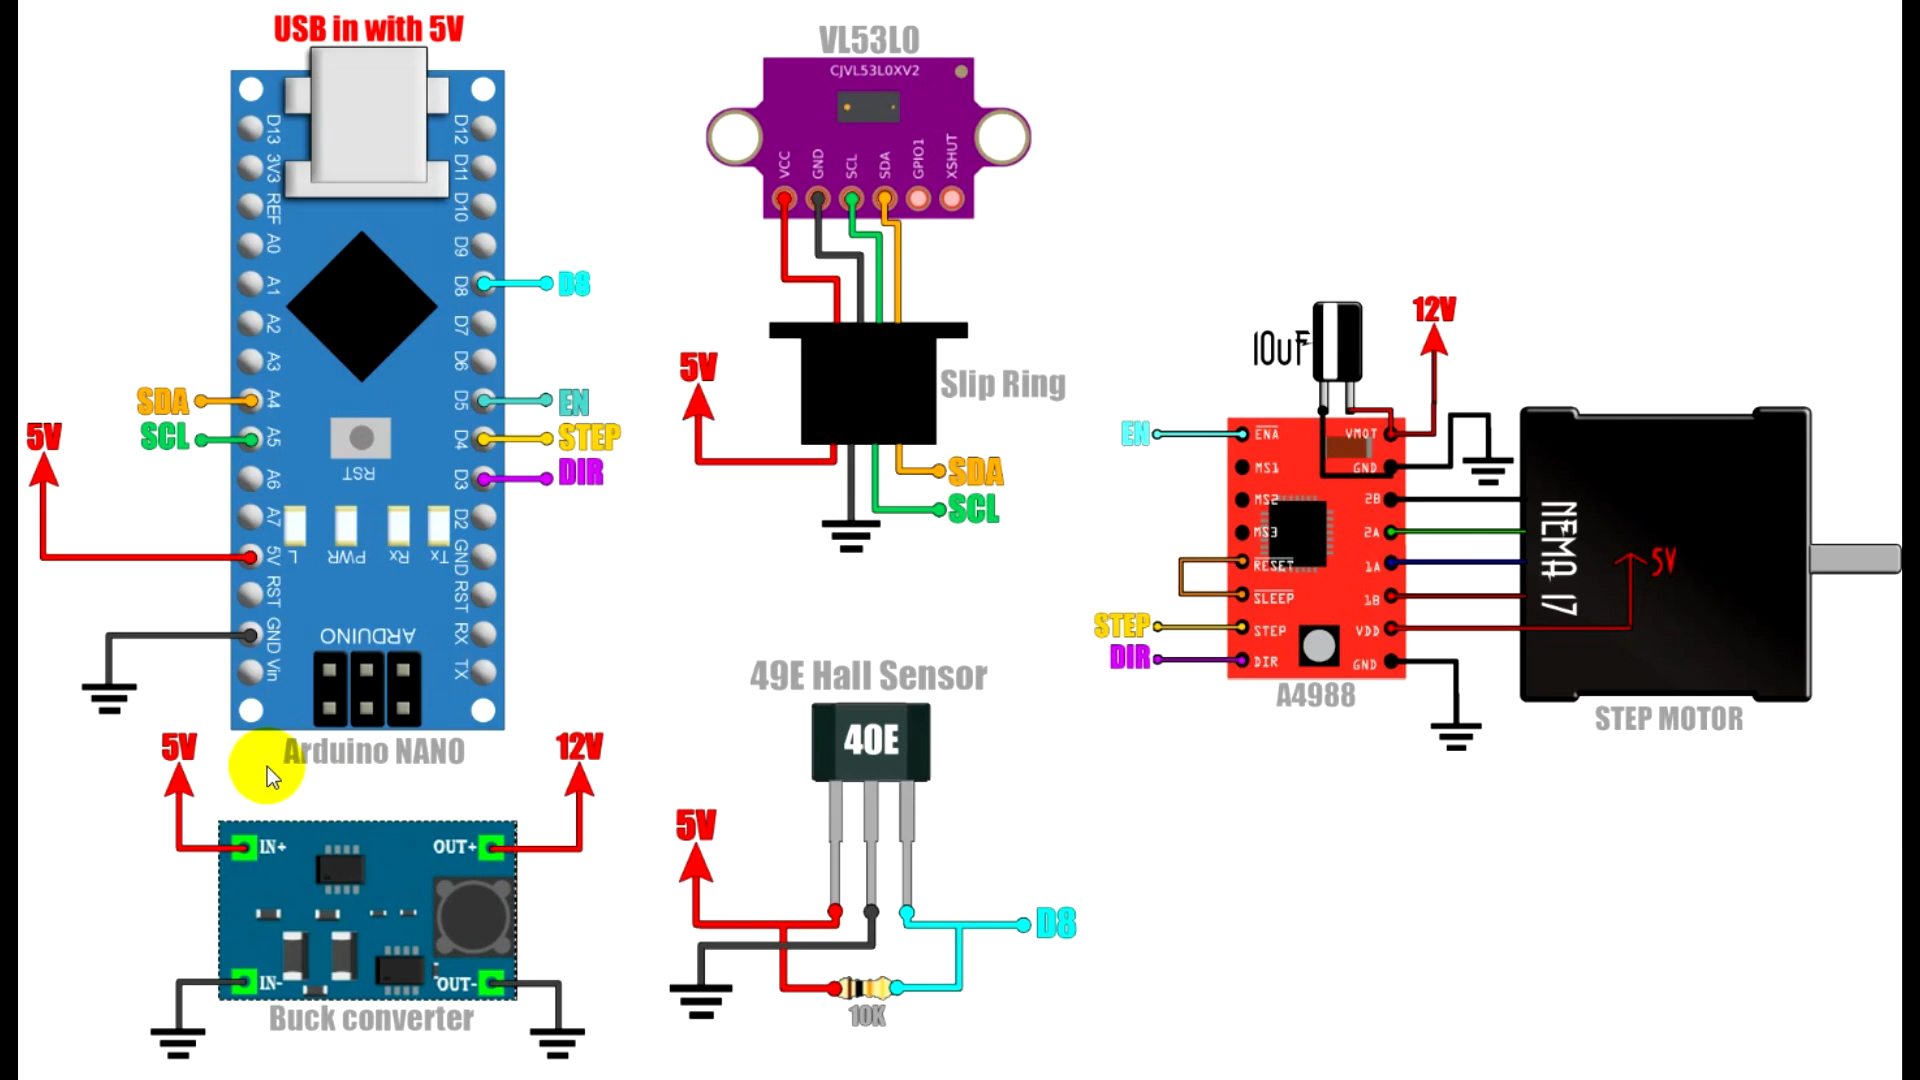 USB in with 5V
D13
3V3
REF
A0
A1
A2
A3
A4
A5
A6
A7
5V
RST
GND
Vin
D12
D11
D10
D9
D8
D7
D6
D5
D4
D3
D2
GND
RST
RX
TX
RST
L
PWR
Rx
Tx
ARDUINO
D8
SDA
SCL
EN
STEP
DIR
5V
Arduino NANO
5V
12V
IN+
OUT+
IN-
OUT-
Buck converter
VL53L0
CJVL53L0XV2
VCC
GND
SCL
SDA
GPIO1
XSHUT
5V
Slip Ring
SDA
SCL
49E Hall Sensor
40E
5V
D8
10K
10uF
12V
EN
ENA
VMOT
MS1
GND
MS2
2B
MS3
2A
RESET
1A
SLEEP
1B
STEP
STEP
VDD
DIR
DIR
GND
A4988
NEMA 17
5V
STEP MOTOR